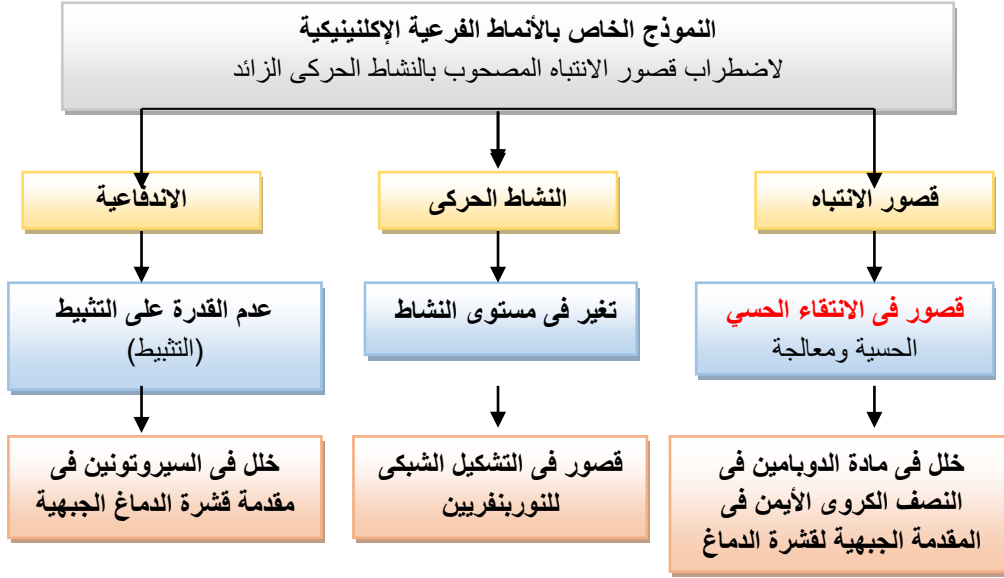 النموذج الخاص بالأنماط الفرعية الإكلنينيكية
لاضطراب قصور الانتباه المصحوب بالنشاط الحركى الزائد
قصور الانتباه
النشاط الحركى
الاندفاعية
قصور فى الانتقاء الحسي
الحسية ومعالجة
تغير فى مستوى النشاط
عدم القدرة على التثبيط
(التثبيط)
خلل فى مادة الدوبامين فى
النصف الكروى الأيمن فى
المقدمة الجبهية لقشرة الدماغ
قصور فى التشكيل الشبكى
للنوربنفريين
خلل فى السيروتونين فى
مقدمة قشرة الدماغ الجبهية